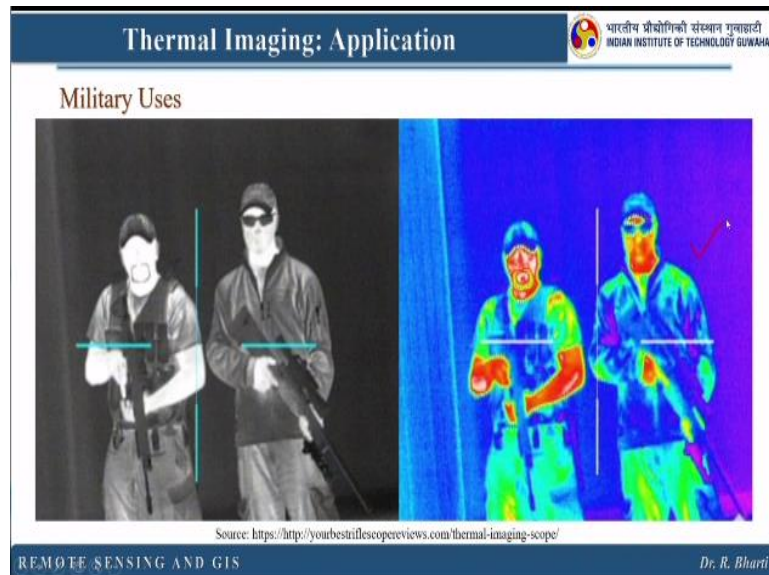 Thermal Imaging: Application
भारतीय प्रौद्योगिकी संस्थान गुवाहाटी
INDIAN INSTITUTE OF TECHNOLOGY GUWAHA
Military Uses
Source: https://http://yourbestriflescopereviews.com/thermal-imaging-scope/
REMOTE SENSING AND GIS
Dr. R. Bharti